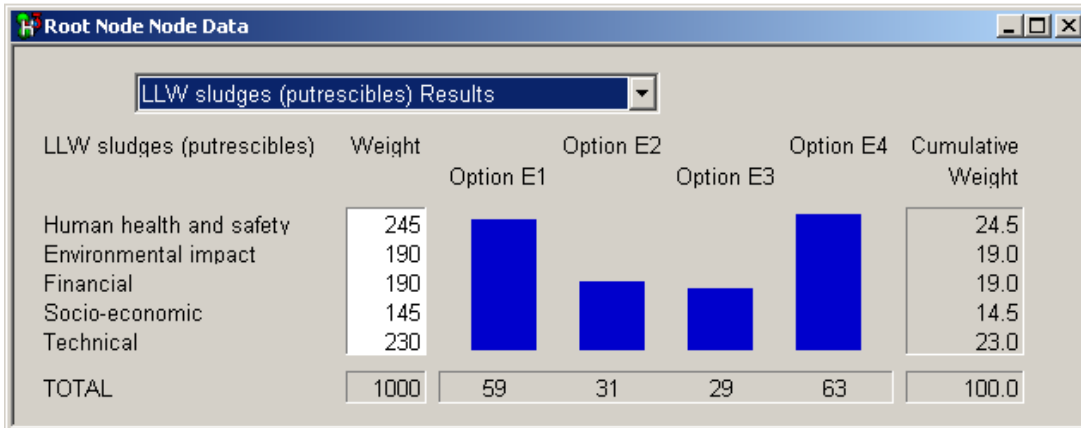 Root Node Node Data
LLW sludges (putrescibles) Results
LLW sludges (putrescibles) Weight Option E2 Option E4 Cumulative
Option E1 Option E3 Weight
Human health and safety 245 24.5
Environmental impact 190 19.0
Financial 190 19.0
Socio-economic 145 14.5
Technical 230 23.0
TOTAL 1000 59 31 29 63 100.0